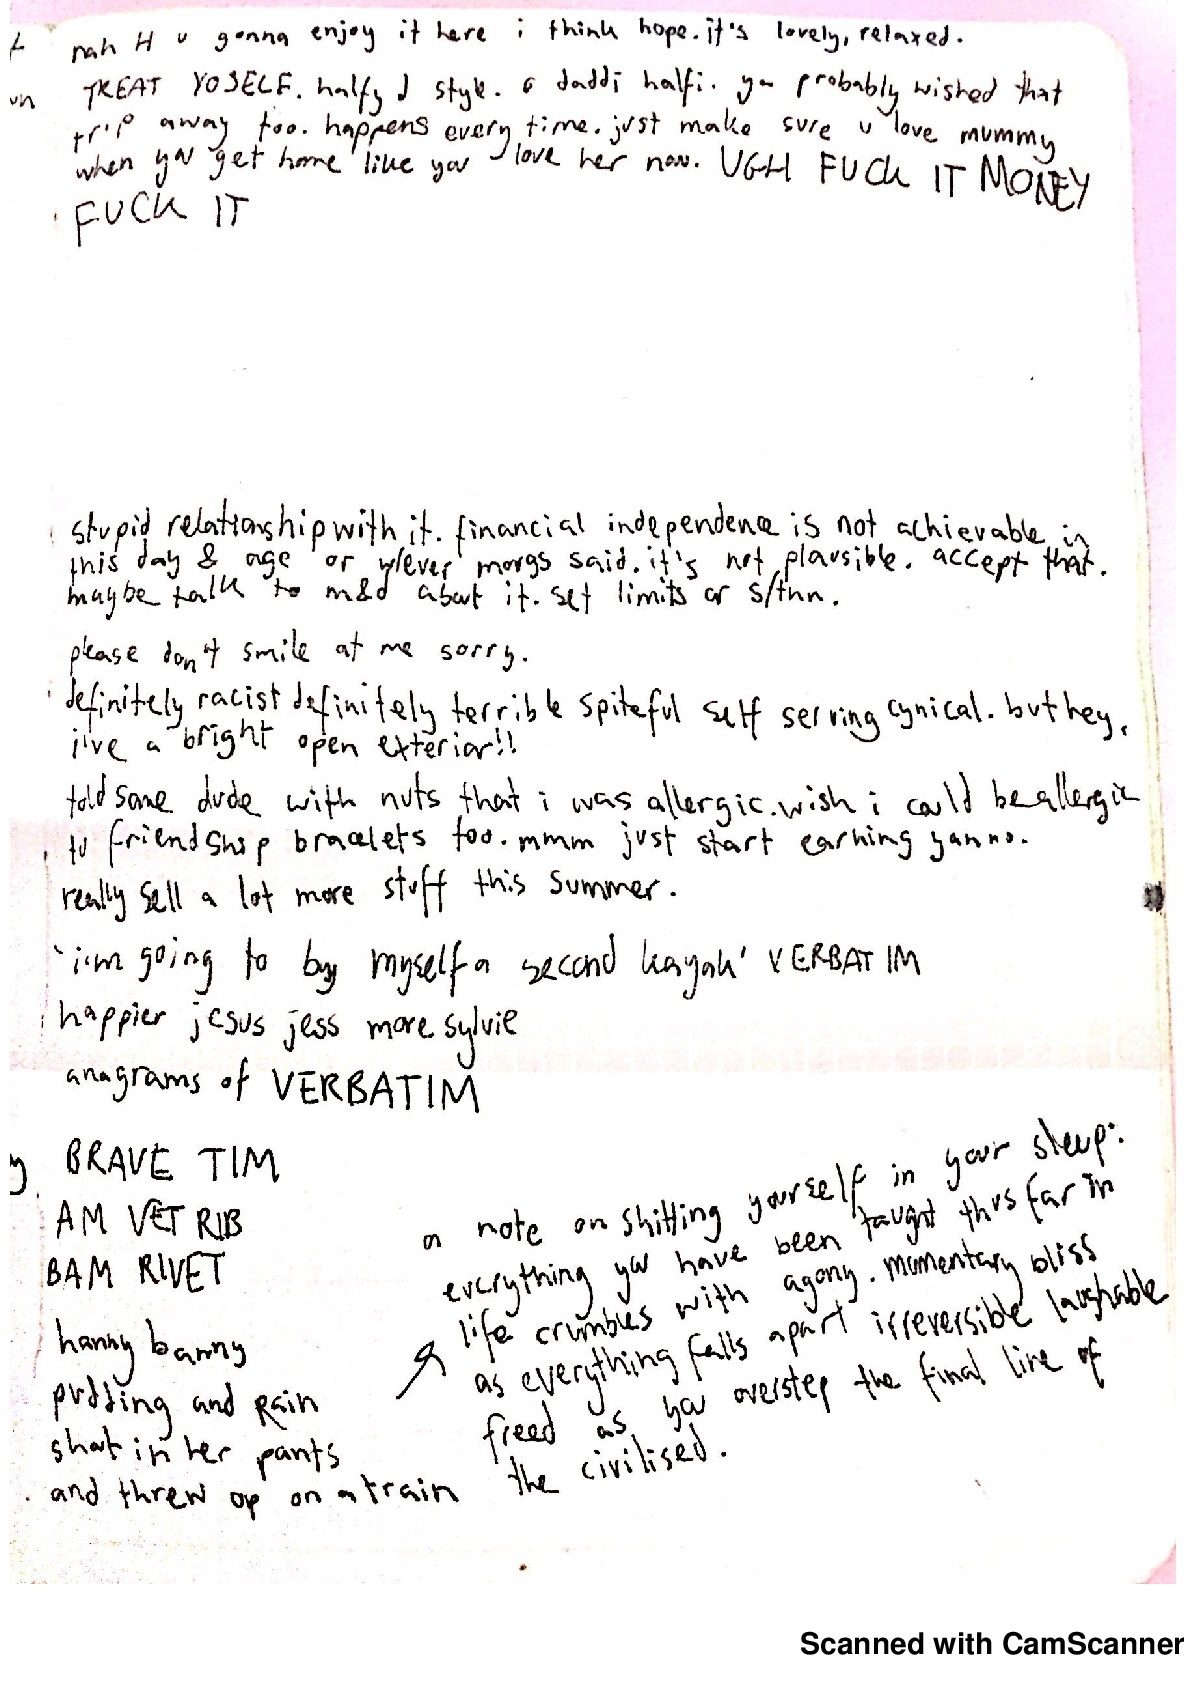 nah H u gonna enjoy it here i think hope. it's lovely, relaxed.
TREAT YOSELF. halfy J style. a daddi halfi. you probably wished that
trip away too. happens every time. just make sure u love mummy
when you get home like you love her now. UGH FUCK IT MONEY
FUCK IT
stupid relationship with it. financial independence is not achievable in
this day & age or w/ever morgs said. it's not plausible. accept that.
maybe talk to m&d about it. set limits or s/thn.
please don't smile at me sorry.
definitely racist definitely terrible spiteful self serving cynical. but hey,
i've a bright open exterior!!
told some dude with nuts that i was allergic. wish i could be allergic
to friendship bracelets too. mmm just start earning yanno.
really sell a lot more stuff this summer.
'i'm going to buy myself a second kayak' VERBATIM
happier jesus jess more sylvie
anagrams of VERBATIM
BRAVE TIM
AM VET RIB
BAM RIVET
hanny banny
pudding and rain
shat in her pants
and threw up on a train
a note on shitting yourself in your sleep:
everything you have been taught thus far in
life crumbles with agony. momentary bliss
as everything falls apart irreversible laughable
freed as you overstep the final line of
the civilised.
Scanned with CamScanner